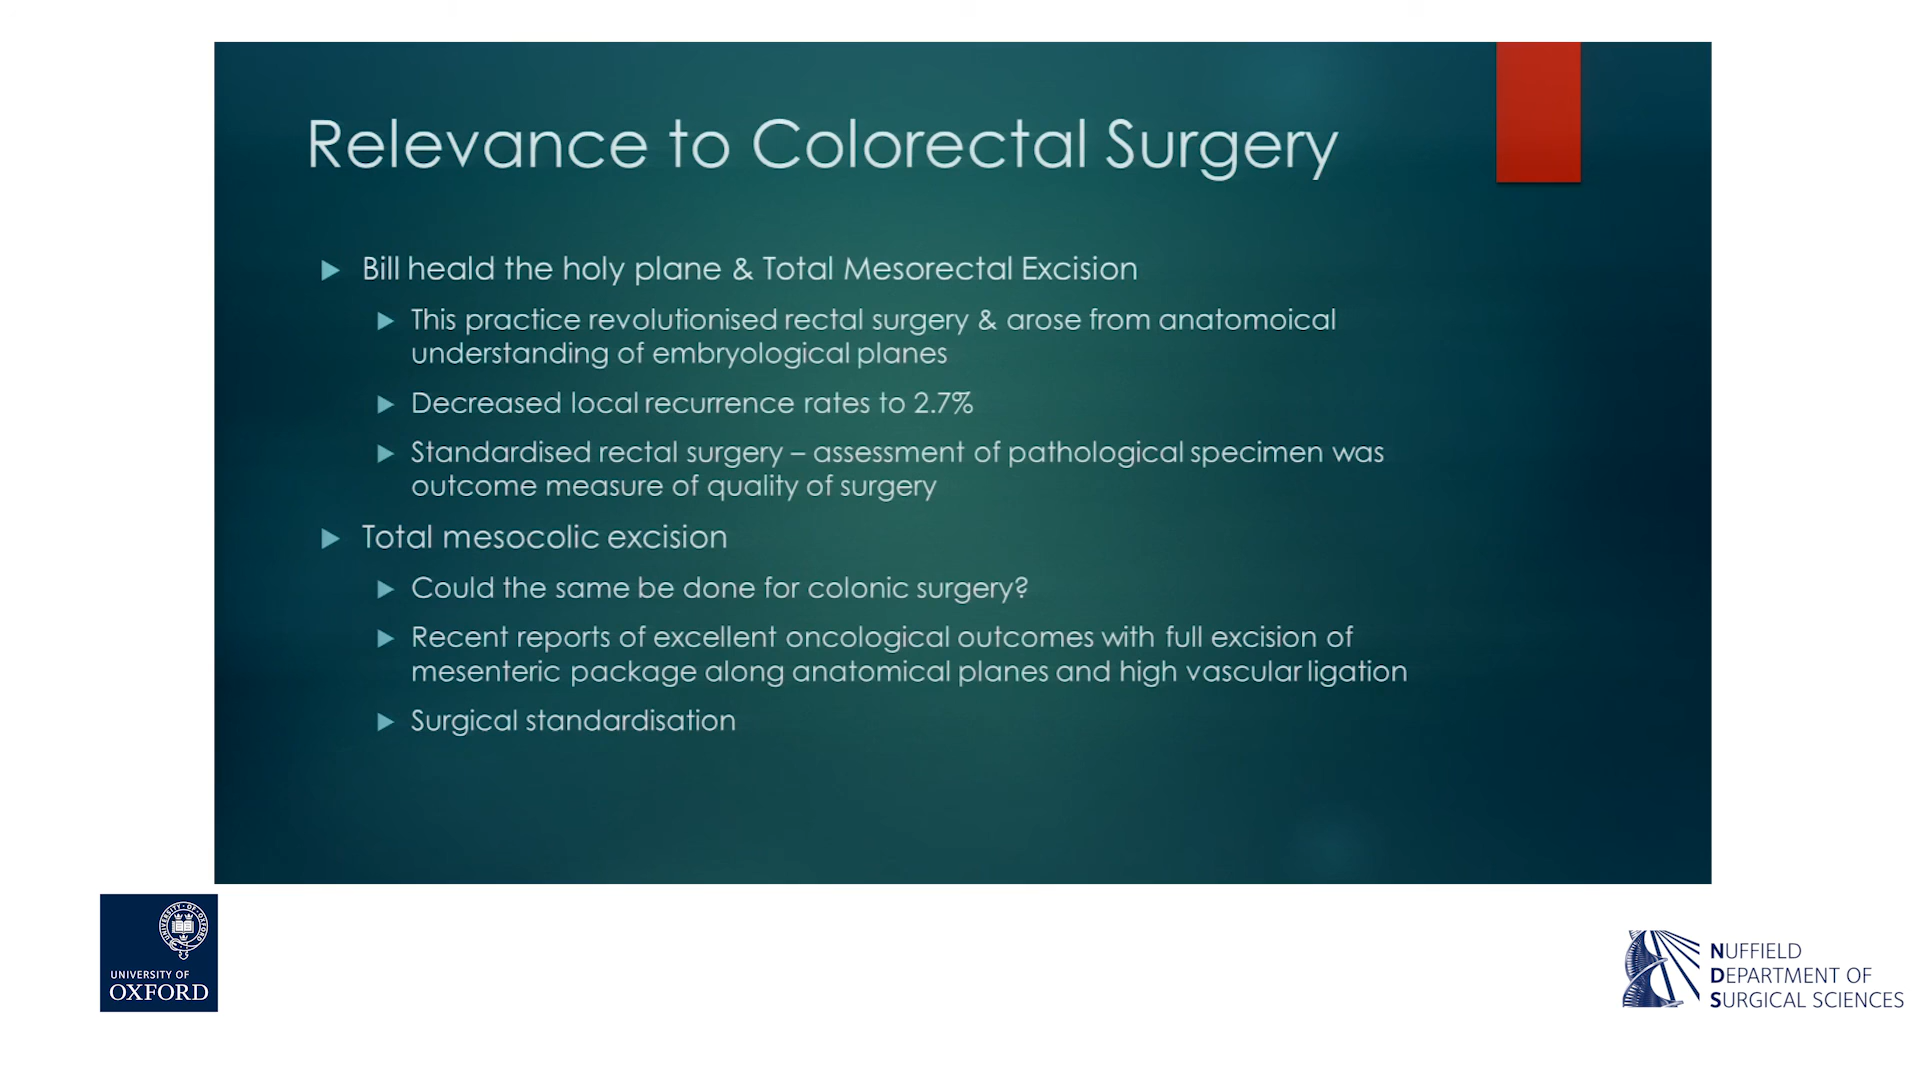 Relevance to Colorectal Surgery
Bill heald the holy plane & Total Mesorectal Excision
This practice revolutionised rectal surgery & arose from anatomoical
understanding of embryological planes
Decreased local recurrence rates to 2.7%
Standardised rectal surgery – assessment of pathological specimen was
outcome measure of quality of surgery
Total mesocolic excision
Could the same be done for colonic surgery?
Recent reports of excellent oncological outcomes with full excision of
mesenteric package along anatomical planes and high vascular ligation
Surgical standardisation
UNIVERSITY OF OXFORD
UNIVERSITY OF
OXFORD
NUFFIELD
DEPARTMENT OF
SURGICAL SCIENCES